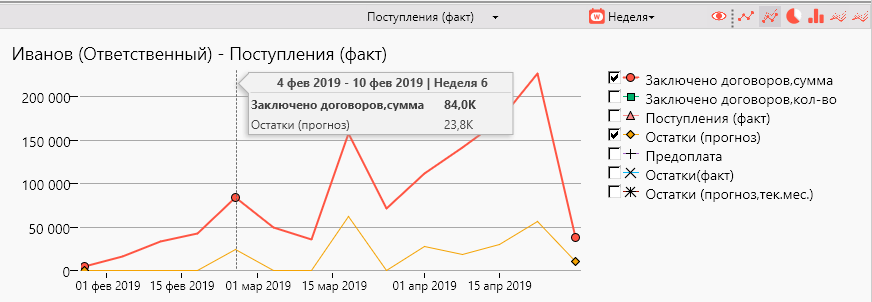 Поступления (факт) Неделя
Иванов (Ответственный) - Поступления (факт)
4 фев 2019 - 10 фев 2019 | Неделя 6
Заключено договоров,сумма 84,0K
Остатки (прогноз) 23,8K
200 000
150 000
100 000
50 000
0
01 фев 2019 15 фев 2019 01 мар 2019 15 мар 2019 01 апр 2019 15 апр 2019
Заключено договоров,сумма
Заключено договоров,кол-во
Поступления (факт)
Остатки (прогноз)
Предоплата
Остатки(факт)
Остатки (прогноз,тек.мес.)